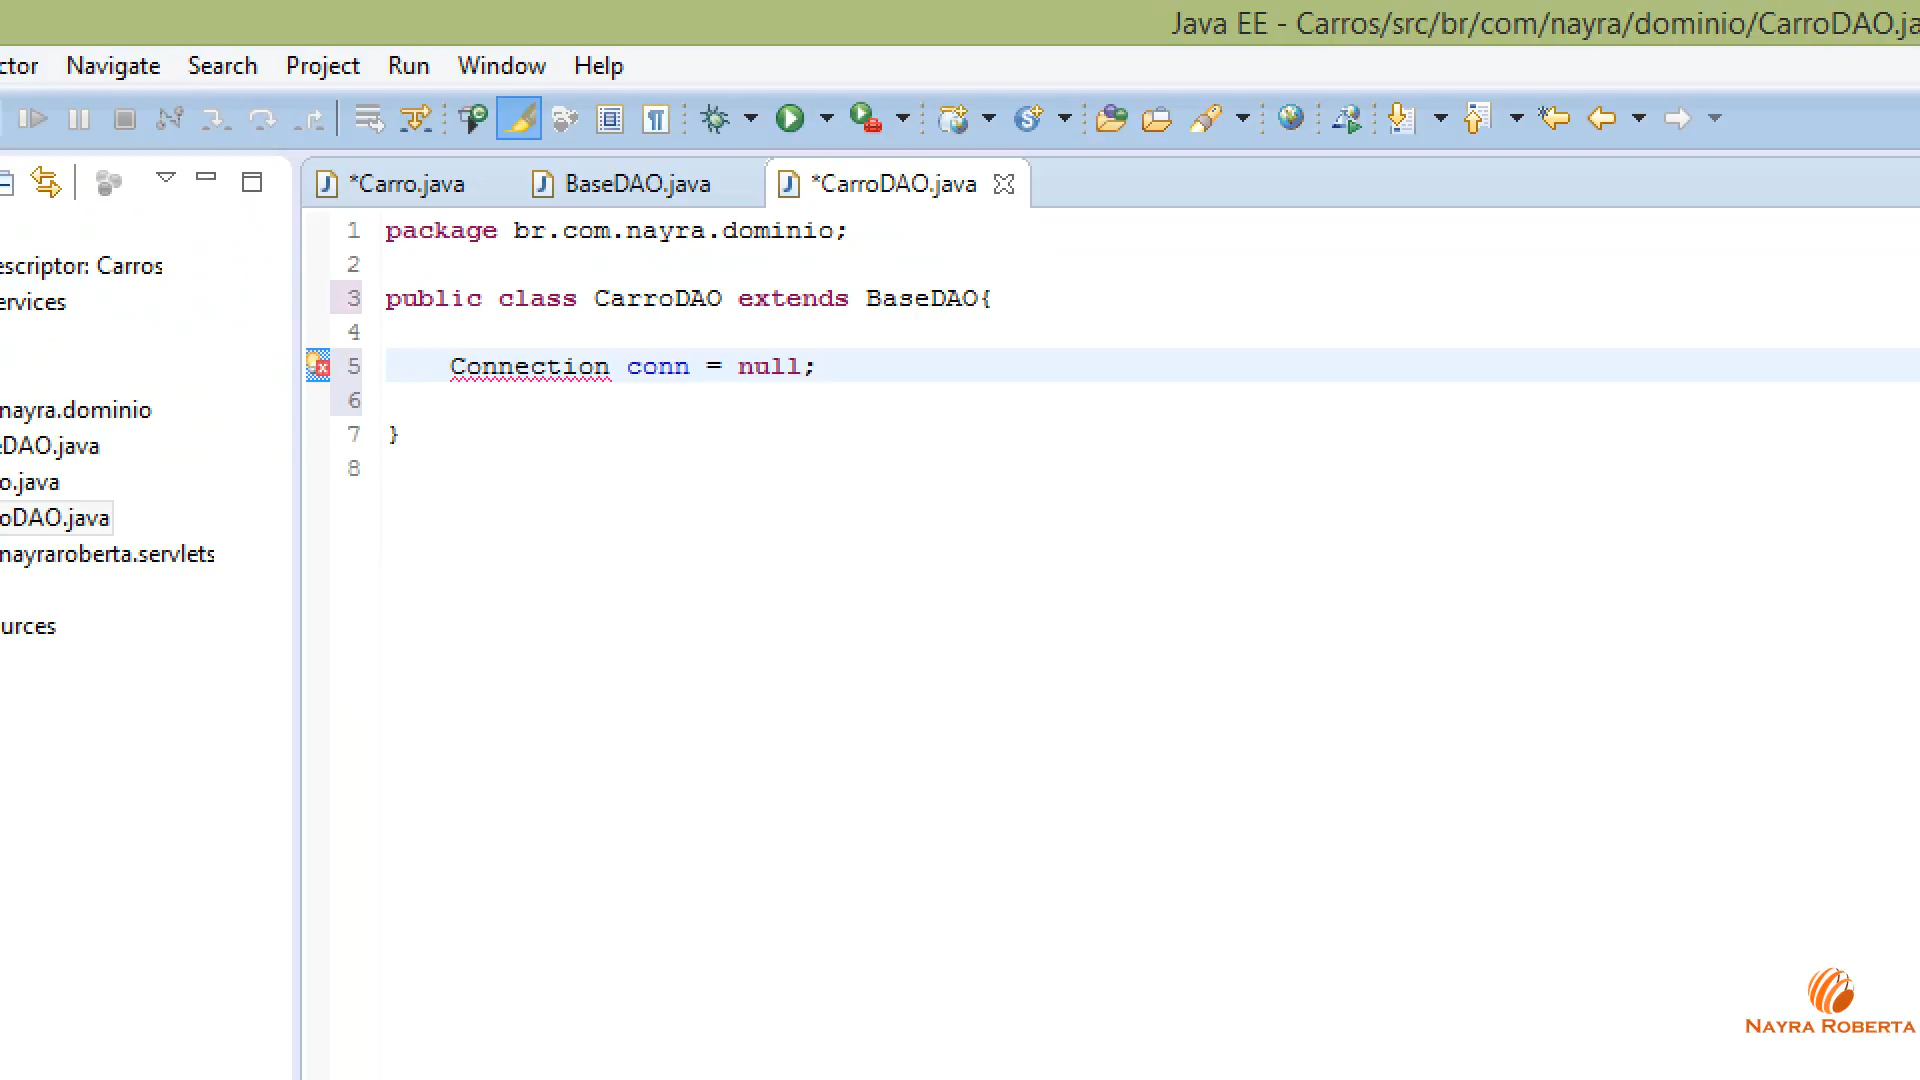 Java EE - Carros/src/br/com/nayra/dominio/CarroDAO.ja
ctor Navigate Search Project Run Window Help
*Carro.java BaseDAO.java *CarroDAO.java
escriptor: Carros
ervices
nayra.dominio
eDAO.java
o.java
oDAO.java
nayraroberta.servlets
urces
1 package br.com.nayra.dominio;
2
3 public class CarroDAO extends BaseDAO{
4
5 Connection conn = null;
6
7 }
8
NAYRA ROBERTA